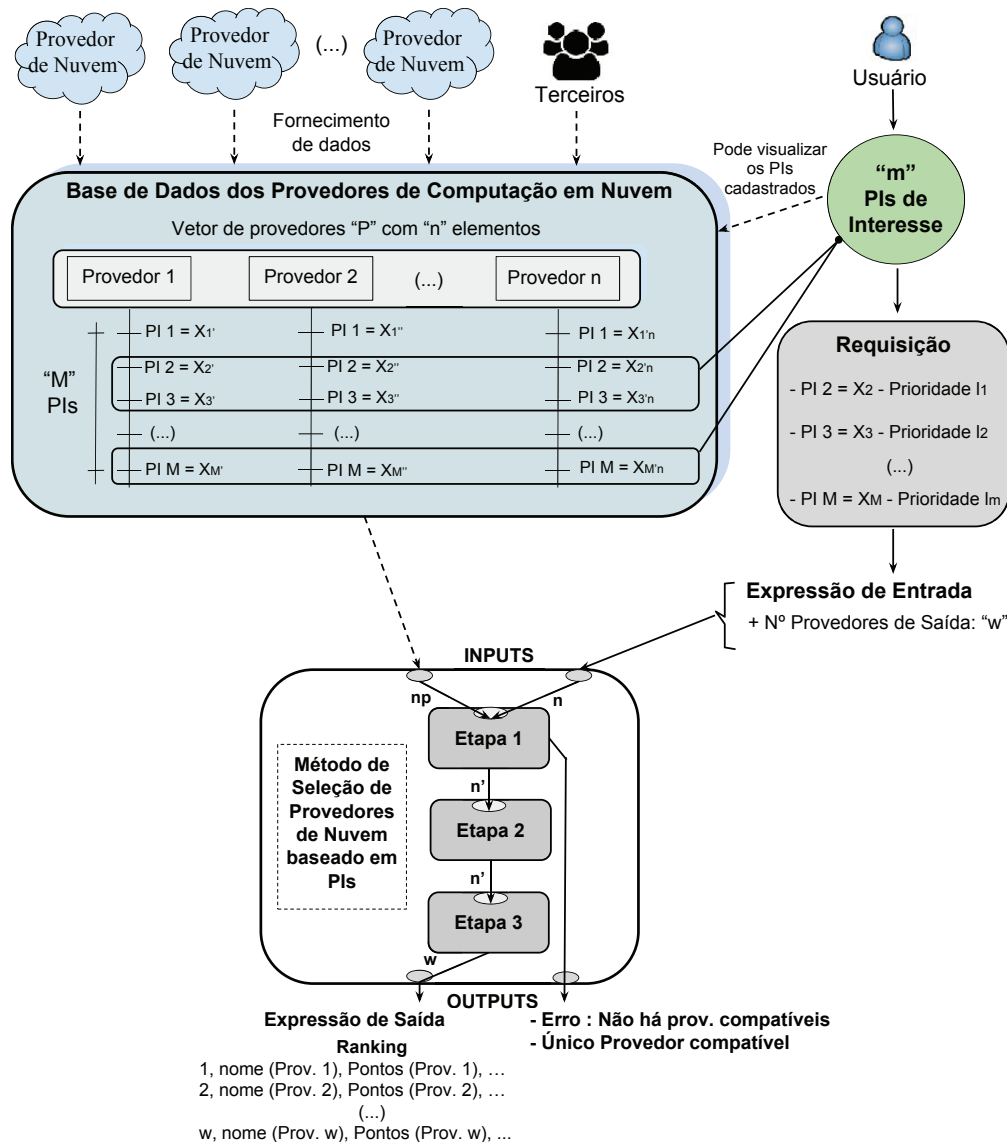 Provedor
de Nuvem
Provedor
de Nuvem
(...)
Provedor
de Nuvem
Terceiros
Usuário
Fornecimento
de dados
Pode visualizar
os PIs
cadastrados
“m”
PIs de
Interesse
Base de Dados dos Provedores de Computação em Nuvem
Vetor de provedores “P” com “n” elementos
Provedor 1
Provedor 2
(...)
Provedor n
“M”
PIs
PI 1 = X1'
PI 1 = X1''
PI 1 = X1'n
PI 2 = X2'
PI 2 = X2''
PI 2 = X2'n
PI 3 = X3'
PI 3 = X3''
PI 3 = X3'n
(...)
(...)
(...)
PI M = XM'
PI M = XM''
PI M = XM'n
Requisição
- PI 2 = X2 - Prioridade I1
- PI 3 = X3 - Prioridade I2
(...)
- PI M = XM - Prioridade Im
Expressão de Entrada
+ Nº Provedores de Saída: “w”
INPUTS
np
n
Etapa 1
n’
Etapa 2
n’
Etapa 3
w
Método de
Seleção de
Provedores
de Nuvem
baseado em
PIs
OUTPUTS
Expressão de Saída
Ranking
1, nome (Prov. 1), Pontos (Prov. 1), …
2, nome (Prov. 2), Pontos (Prov. 2), …
(...)
w, nome (Prov. w), Pontos (Prov. w), ...
- Erro : Não há prov. compatíveis
- Único Provedor compatível